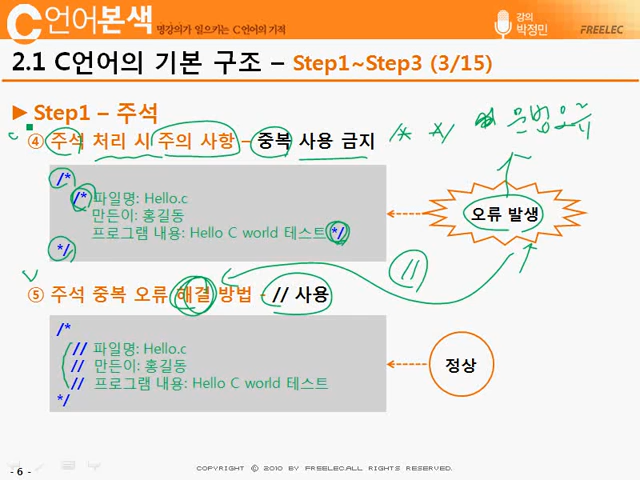 C언어본색 명강의가 일으키는 C언어의 기적
강의
박정민
FREELEC
2.1 C언어의 기본 구조 – Step1~Step3 (3/15)
▶ Step1 – 주석
④ 주석 처리 시 주의 사항 – 중복 사용 금지
/* */ 문법오류
/*
/* 파일명: Hello.c
만든이: 홍길동
프로그램 내용: Hello C world 테스트 */
*/
오류 발생
//
⑤ 주석 중복 오류 해결 방법 - // 사용
/*
// 파일명: Hello.c
// 만든이: 홍길동
// 프로그램 내용: Hello C world 테스트
*/
정상
- 6 -
COPYRIGHT ⓒ 2010 BY FREELEC.ALL RIGHTS RESERVED.